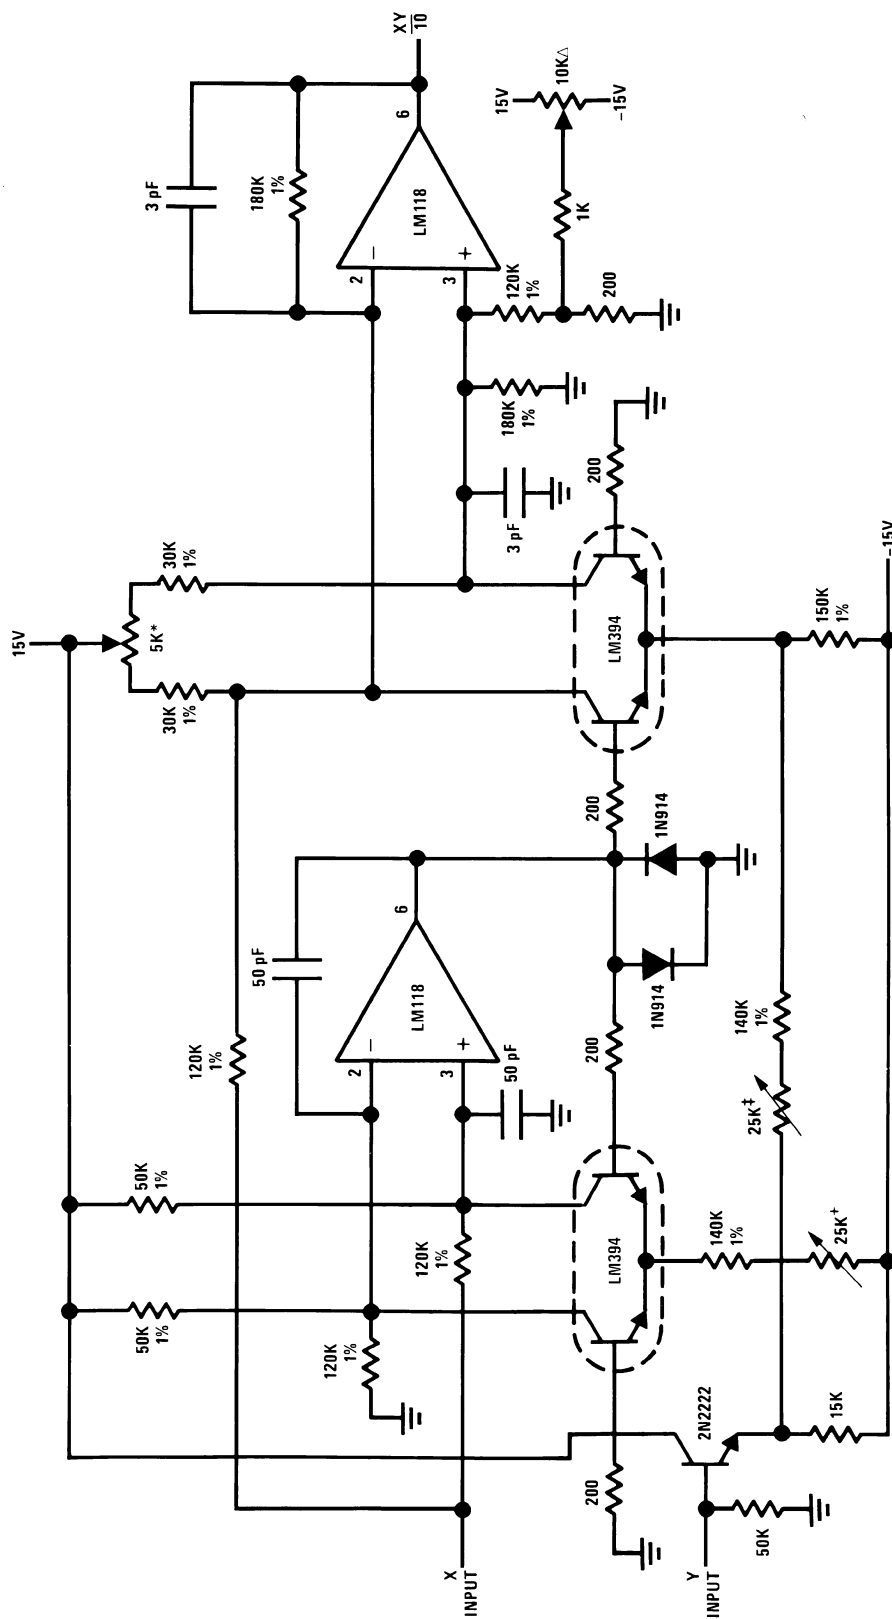 XY
10
15V
10KΔ
-15V
3 pF
180K
1%
6
LM118
2
3
−
+
1K
120K
1%
200
180K
1%
3 pF
200
15V
30K
1%
5K*
30K
1%
LM394
150K
1%
-15V
200
1N914
1N914
50 pF
6
LM118
2
3
−
+
50 pF
120K
1%
200
140K
1%
25K‡
50K
1%
50K
1%
120K
1%
120K
1%
LM394
140K
1%
25K+
2N2222
15K
200
50K
X
INPUT
Y
INPUT